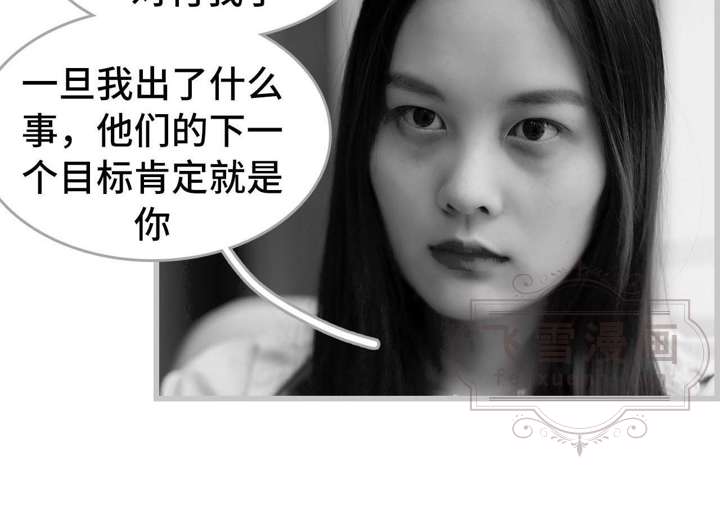 一旦我出了什么
事，他们的下一
个目标肯定就是
你
飞雪漫画